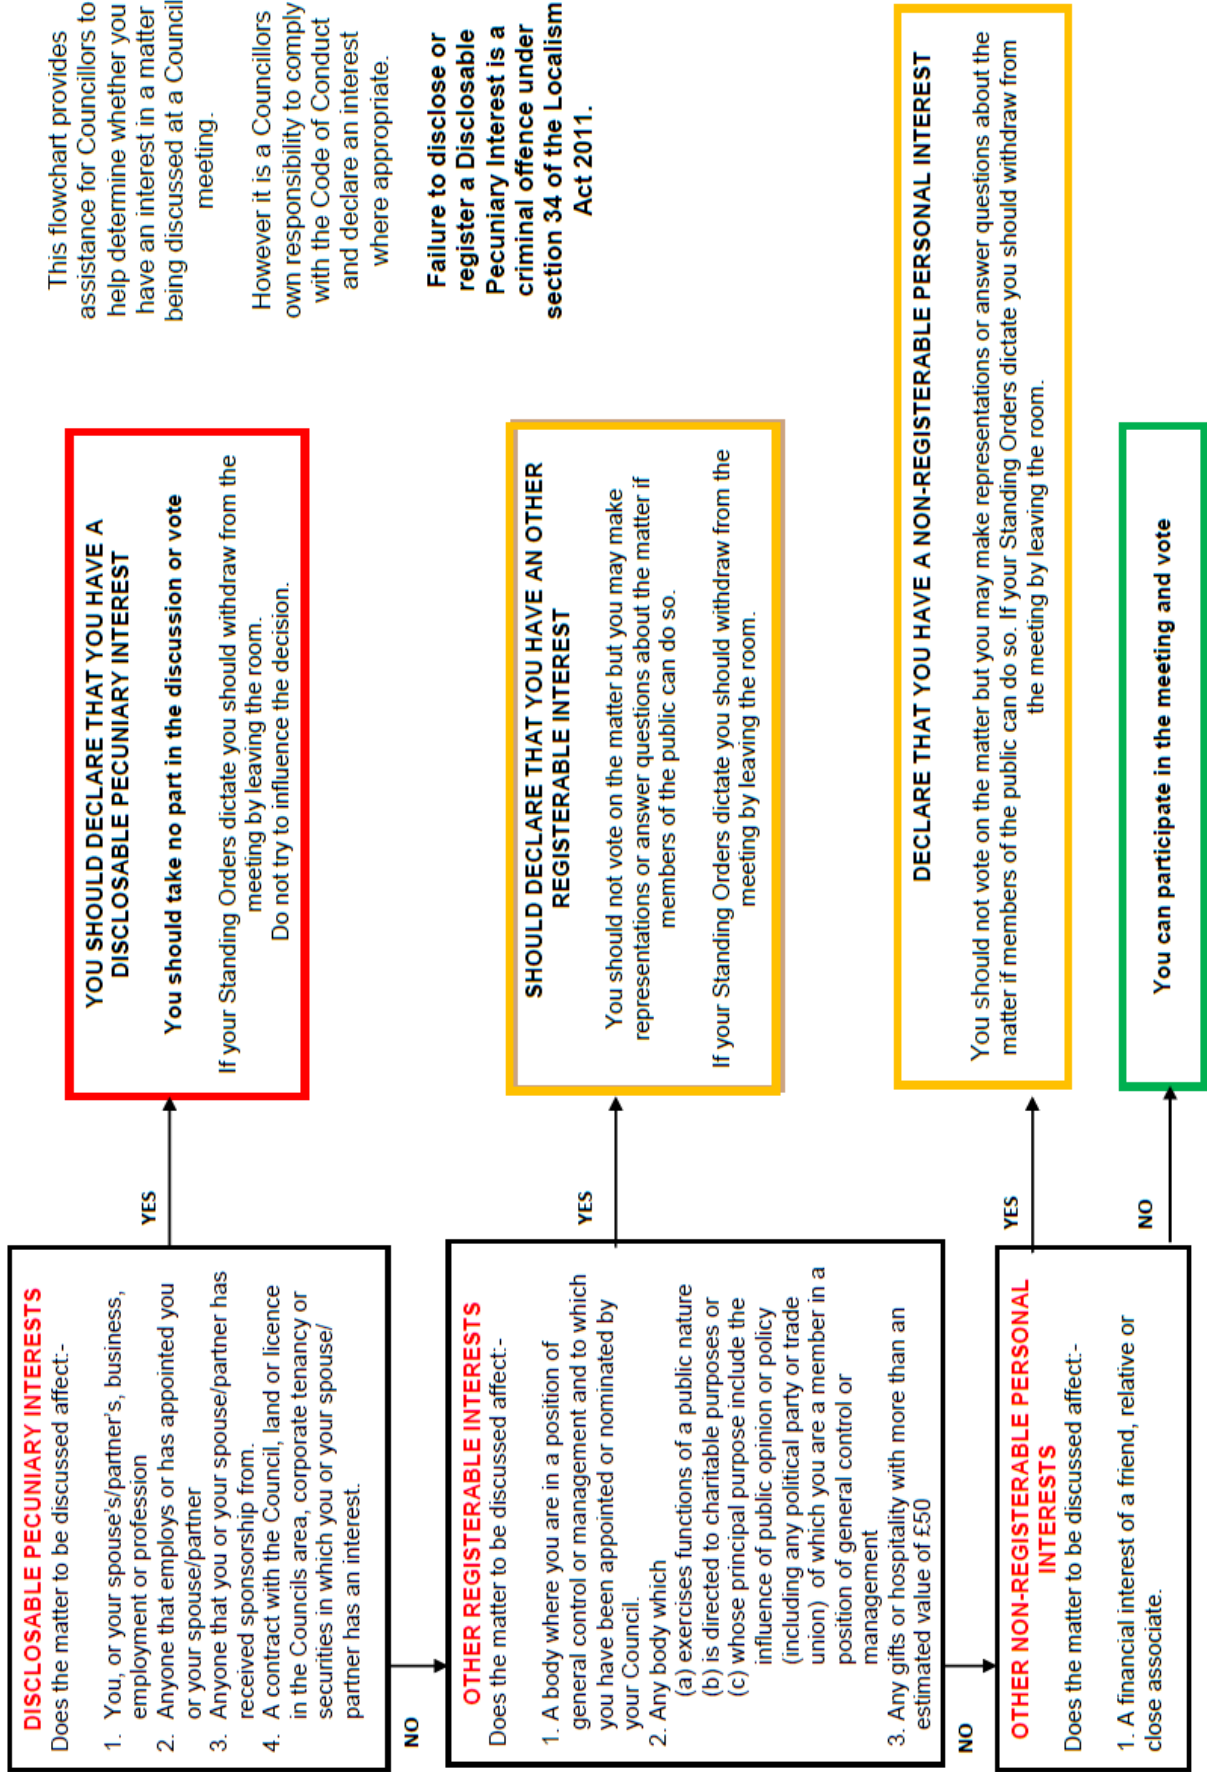 DISCLOSABLE PECUNIARY INTERESTS
Does the matter to be discussed affect:-
1. You, or your spouse's/partner's, business,
employment or profession
2. Anyone that employs or has appointed you
or your spouse/partner
3. Anyone that you or your spouse/partner has
received sponsorship from.
4. A contract with the Council, land or licence
in the Councils area, corporate tenancy or
securities in which you or your spouse/
partner has an interest.
YES
YOU SHOULD DECLARE THAT YOU HAVE A
DISCLOSABLE PECUNIARY INTEREST
You should take no part in the discussion or vote
If your Standing Orders dictate you should withdraw from the
meeting by leaving the room.
Do not try to influence the decision.
This flowchart provides
assistance for Councillors to
help determine whether you
have an interest in a matter
being discussed at a Council
meeting.
However it is a Councillors
own responsibility to comply
with the Code of Conduct
and declare an interest
where appropriate.
Failure to disclose or
register a Disclosable
Pecuniary Interest is a
criminal offence under
section 34 of the Localism
Act 2011.
NO
OTHER REGISTERABLE INTERESTS
Does the matter to be discussed affect:-
1. A body where you are in a position of
general control or management and to which
you have been appointed or nominated by
your Council.
2. Any body which
(a) exercises functions of a public nature
(b) is directed to charitable purposes or
(c) whose principal purpose include the
influence of public opinion or policy
(including any political party or trade
union) of which you are a member in a
position of general control or
management
3. Any gifts or hospitality with more than an
estimated value of £50
YES
SHOULD DECLARE THAT YOU HAVE AN OTHER
REGISTERABLE INTEREST
You should not vote on the matter but you may make
representations or answer questions about the matter if
members of the public can do so.
If your Standing Orders dictate you should withdraw from the
meeting by leaving the room.
NO
OTHER NON-REGISTERABLE PERSONAL
INTERESTS
Does the matter to be discussed affect:-
1. A financial interest of a friend, relative or
close associate.
YES
DECLARE THAT YOU HAVE A NON-REGISTERABLE PERSONAL INTEREST
You should not vote on the matter but you may make representations or answer questions about the
matter if members of the public can do so. If your Standing Orders dictate you should withdraw from
the meeting by leaving the room.
NO
You can participate in the meeting and vote